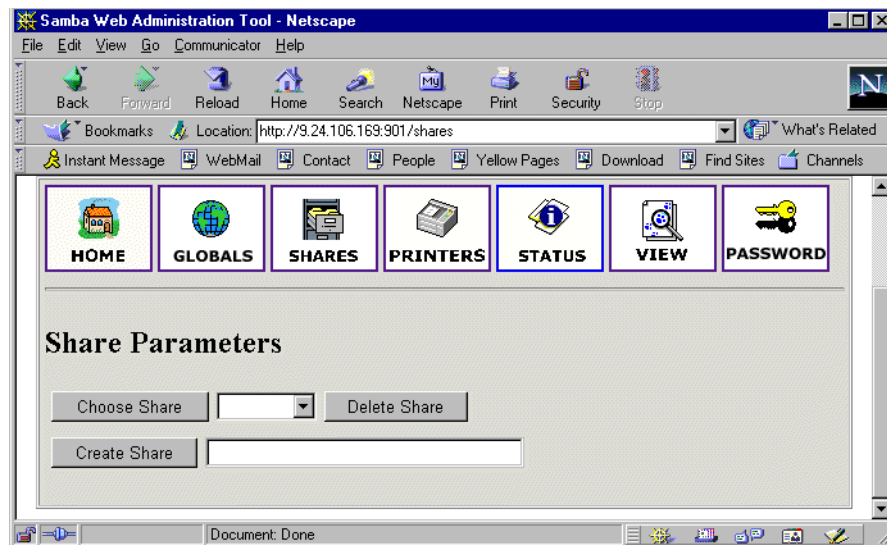 Samba Web Administration Tool - Netscape
File Edit View Go Communicator Help
Back Forward Reload Home Search Netscape Print Security Stop
My
N
Bookmarks Location: http://9.24.106.169:901/shares What's Related
Instant Message WebMail Contact People Yellow Pages Download Find Sites Channels
HOME GLOBALS SHARES PRINTERS STATUS VIEW PASSWORD
Share Parameters
Choose Share Delete Share
Create Share
Document: Done